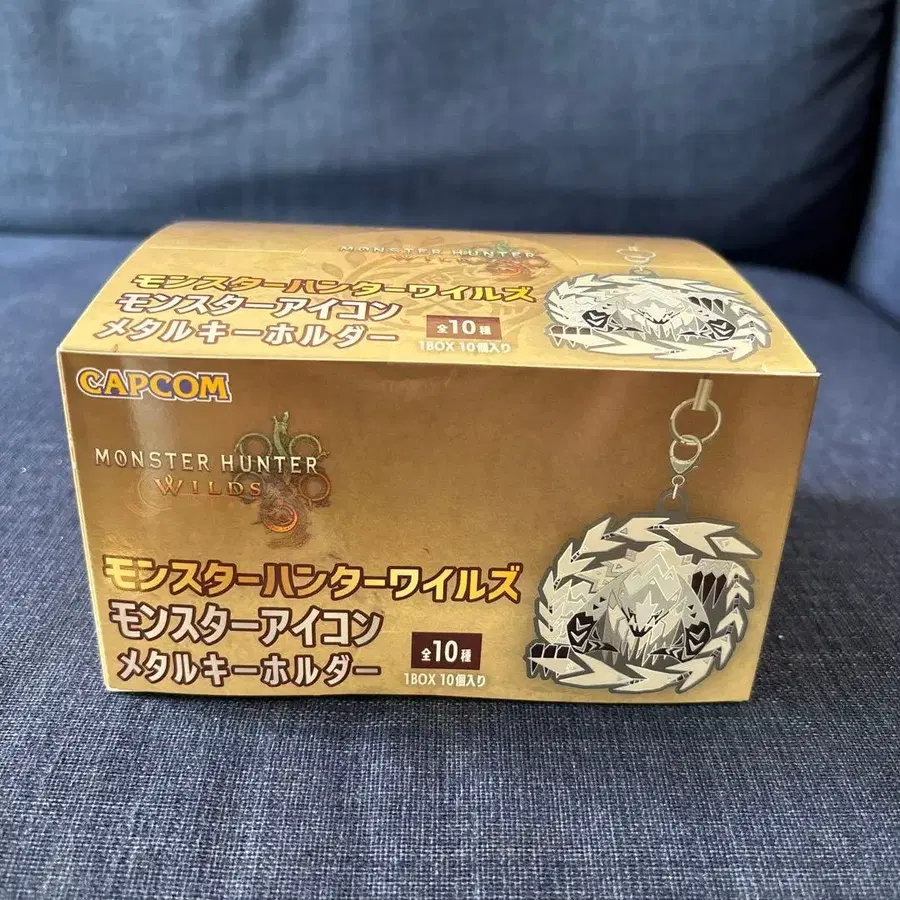 MONSTER HUNTER
WILDS
モンスターハンターワイルズ
モンスターアイコン
メタルキーホルダー
全10種
1BOX 10個入り
CAPCOM
MONSTER HUNTER
WILDS
モンスターハンターワイルズ
モンスターアイコン
メタルキーホルダー
全10種
1BOX 10個入り